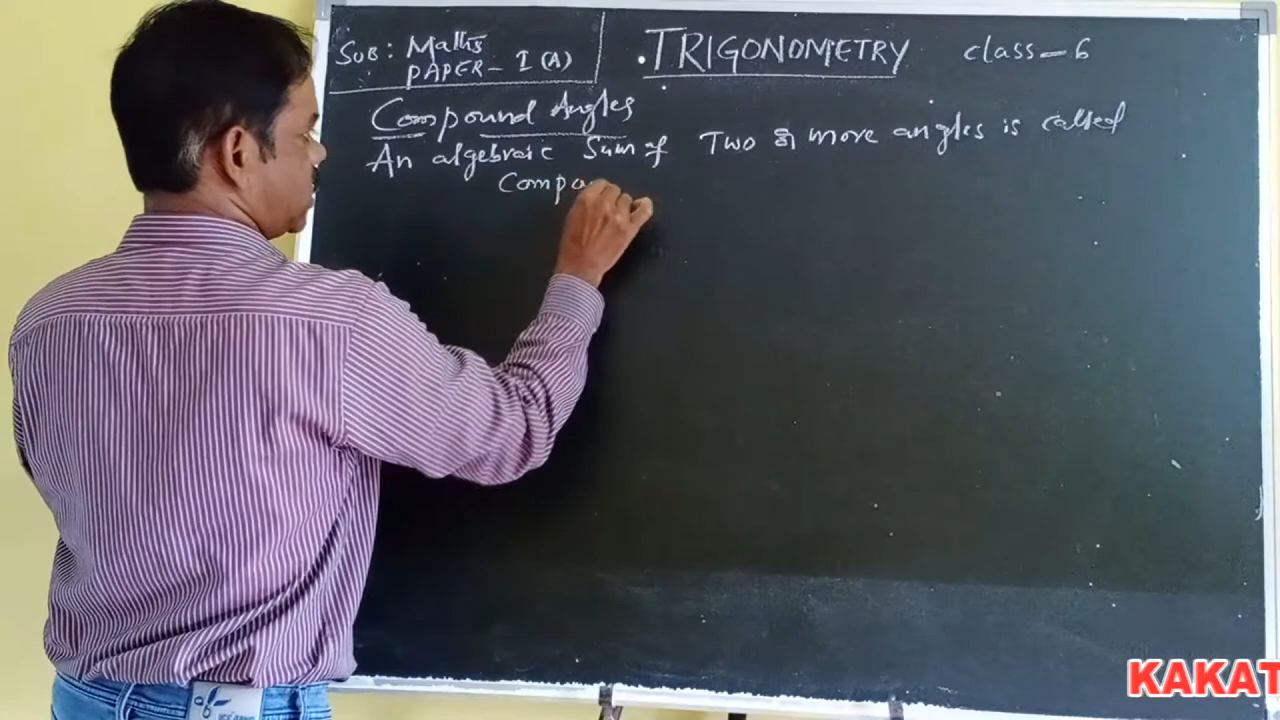 SUB: Maths
PAPER - I (A)
TRIGONOMETRY class - 6
Compound Angles
An algebraic Sum of Two or more angles is called
Compo
KAKAT